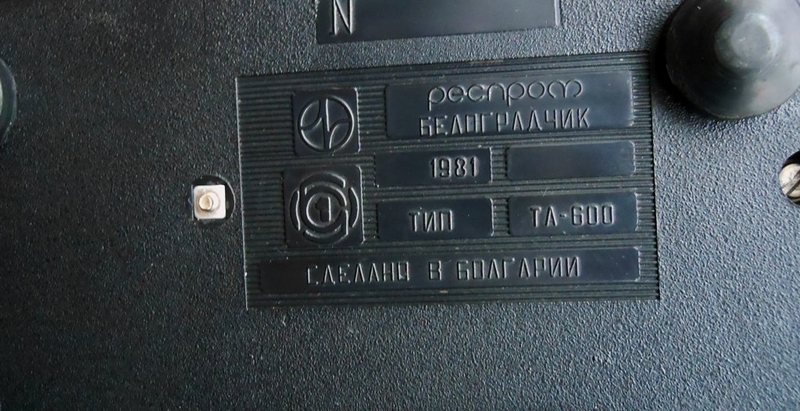 N
респром
БЕЛОГРАДЧИК
1981
ТИП ТА-600
СДЕЛАНО В БОЛГАРИИ